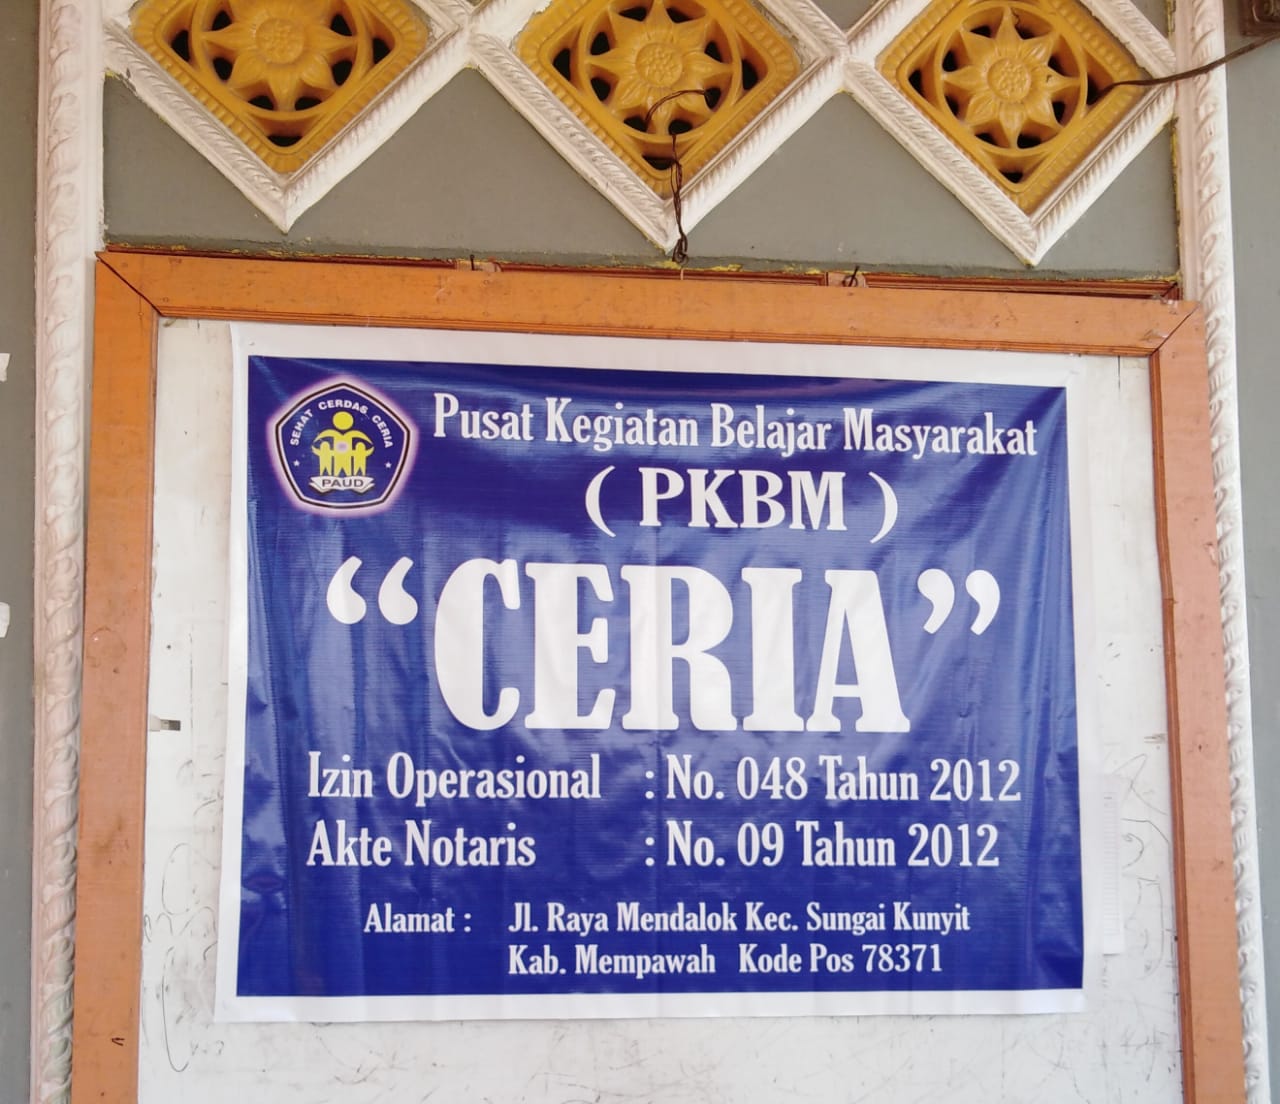 SEHAT CERDAS CERIA
PAUD
Pusat Kegiatan Belajar Masyarakat
( PKBM )
“CERIA”
Izin Operasional : No. 048 Tahun 2012
Akte Notaris : No. 09 Tahun 2012
Alamat : Jl. Raya Mendalok Kec. Sungai Kunyit
Kab. Mempawah Kode Pos 78371